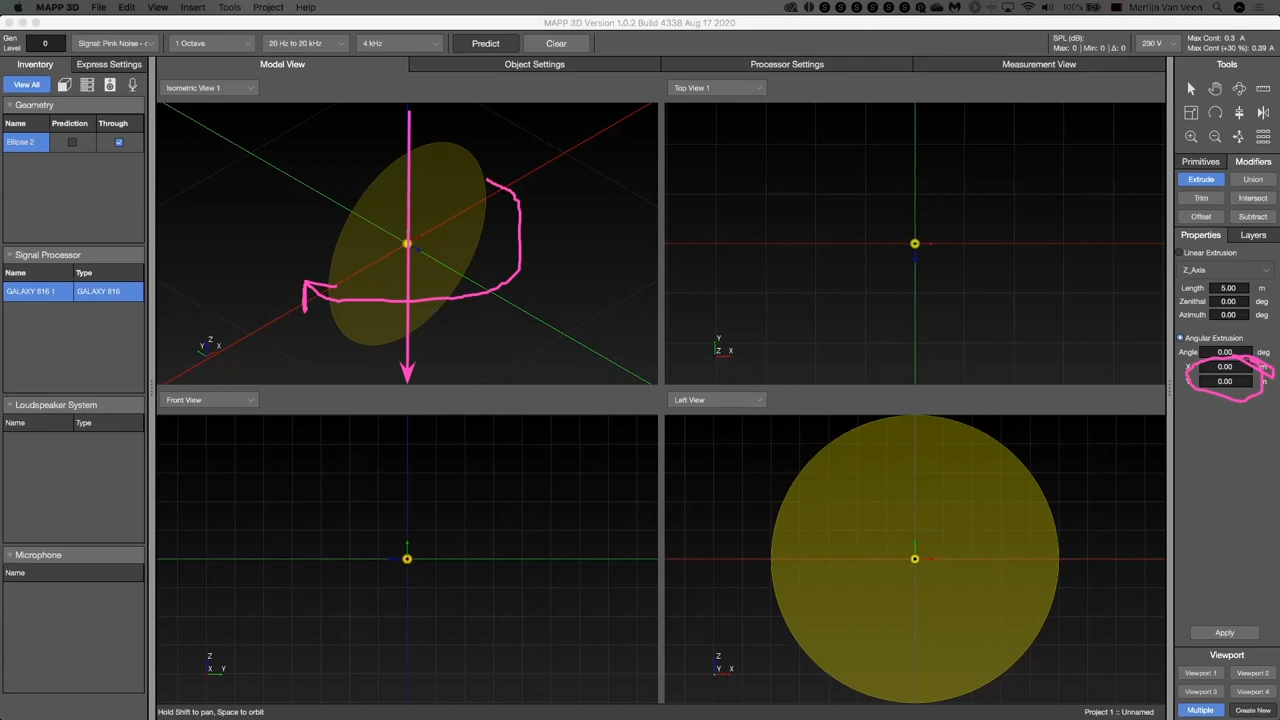 MAPP 3D File Edit View Insert Tools Project Help 100% Merlijn Van Veen
MAPP 3D Version 1.0.2 Build 4338 Aug 17 2020
Gen Level 0 Signal: Pink Noise - 1 Octave 20 Hz to 20 kHz 4 kHz Predict Clear SPL (dB): Max: 0 | Min: 0 | Δ: 0 230 V Max Cont: 0.3 A Max Cont (+30 %): 0.39 A
Inventory Express Settings Model View Object Settings Processor Settings Measurement View Tools
View All
Isometric View 1 Top View 1
Geometry
Name Prediction Through
Ellipse 2
Primitives Modifiers
Extrude Union
Trim Intersect
Offset Subtract
Properties Layers
Signal Processor
Name Type
GALAXY 816 1 GALAXY 816
Linear Extrusion
Z_Axis
Length 5.00 m
Zenithal 0.00 deg
Azimuth 0.00 deg
Angular Extrusion
Angle 0.00 deg
X 0.00 m
Y 0.00 m
Z
Y X
Y
Z X
Front View Left View
Loudspeaker System
Name Type
Microphone
Name
Z
X Y
Z
Y X
Apply
Viewport
Viewport 1 Viewport 2
Viewport 3 Viewport 4
Multiple Create New
Hold Shift to pan, Space to orbit Project 1 :: Unnamed